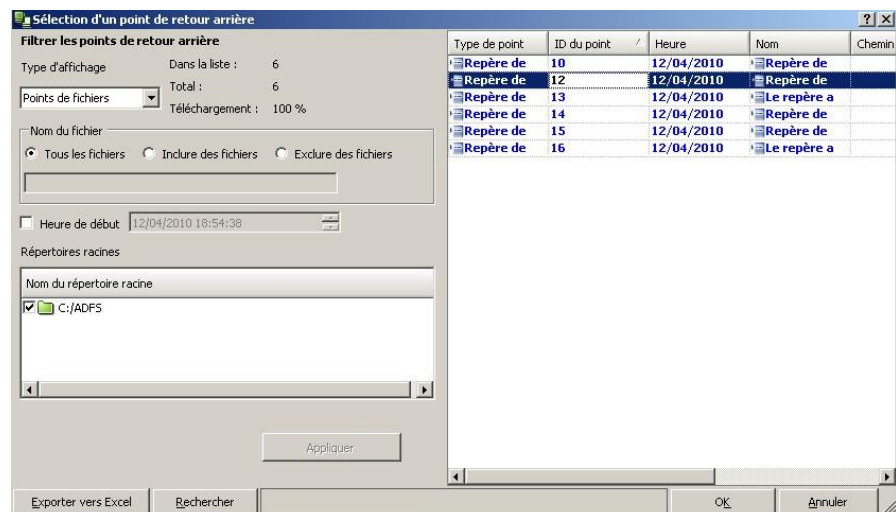 Sélection d'un point de retour arrière
Filtrer les points de retour arrière
Type d'affichage
Dans la liste : 6
Total : 6
Points de fichiers
Téléchargement : 100 %
Nom du fichier
Tous les fichiers Inclure des fichiers Exclure des fichiers
Heure de début 12/04/2010 18:54:38
Répertoires racines
Nom du répertoire racine
C:/ADFS
Appliquer
Type de point ID du point Heure Nom Chemin
Repère de 10 12/04/2010 Repère de
Repère de 12 12/04/2010 Repère de
Repère de 13 12/04/2010 Le repère a
Repère de 14 12/04/2010 Repère de
Repère de 15 12/04/2010 Repère de
Repère de 16 12/04/2010 Le repère a
Exporter vers Excel Rechercher OK Annuler